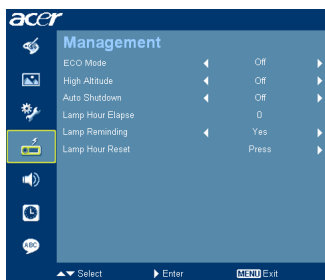 acer
Management
ECO Mode Off
High Altitude Off
Auto Shutdown Off
Lamp Hour Elapse 0
Lamp Reminding Yes
Lamp Hour Reset Press
ABC
Select Enter MENU Exit